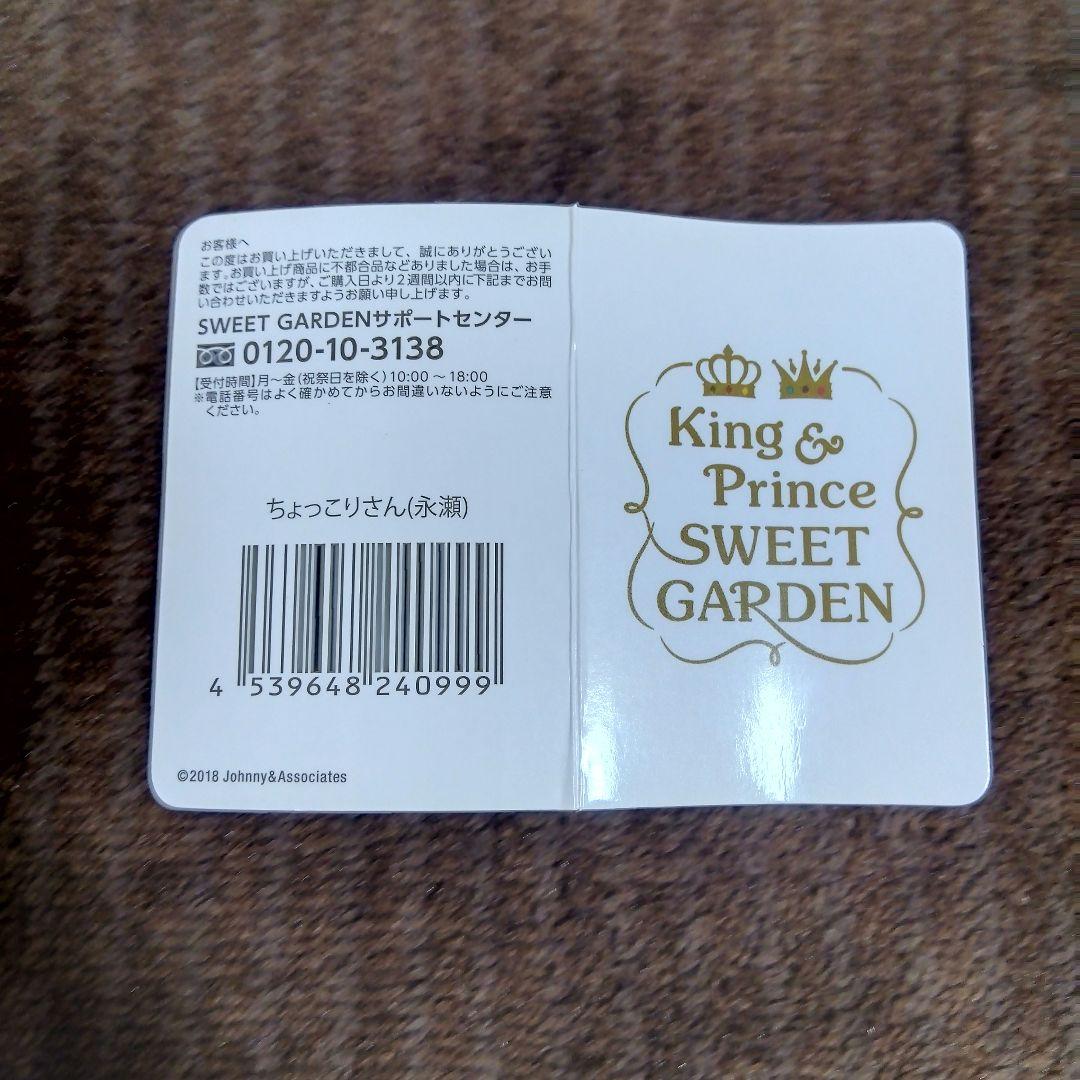 お客様へ
この度はお買い上げいただきまして、誠にありがとうござい
ます。お買い上げ商品に不都合品などありました場合は、お手
数ではございますが、ご購入日より2週間以内に下記までお問
い合わせいただきますようお願い申し上げます。
SWEET GARDENサポートセンター
0120-10-3138
【受付時間】月～金(祝祭日を除く)10:00～18:00
※電話番号はよく確かめてからお間違いないようにご注意
ください。
ちょっこりさん(永瀬)
4 539648 240999
©2018 Johnny&Associates
King &
Prince
SWEET
GARDEN